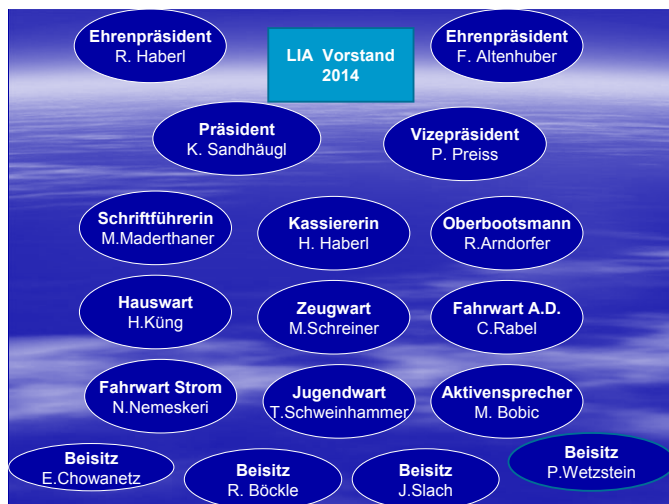 Ehrenpräsident
R. Haberl
LIA Vorstand
2014
Ehrenpräsident
F. Altenhuber
Präsident
K. Sandhäugl
Vizepräsident
P. Preiss
Schriftführerin
M.Maderthaner
Kassiererin
H. Haberl
Oberbootsmann
R.Arndorfer
Hauswart
H.Küng
Zeugwart
M.Schreiner
Fahrwart A.D.
C.Rabel
Fahrwart Strom
N.Nemeskeri
Jugendwart
T.Schweinhammer
Aktivensprecher
M. Bobic
Beisitz
E.Chowanetz
Beisitz
R. Böckle
Beisitz
J.Slach
Beisitz
P.Wetzstein